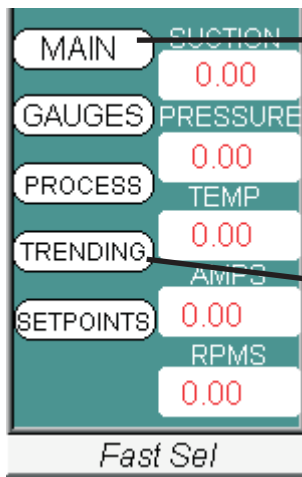 MAIN
GAUGES
PROCESS
TRENDING
SETPOINTS
SUCTION
0.00
PRESSURE
0.00
TEMP
0.00
AMPS
0.00
RPMS
0.00
Fast Sel